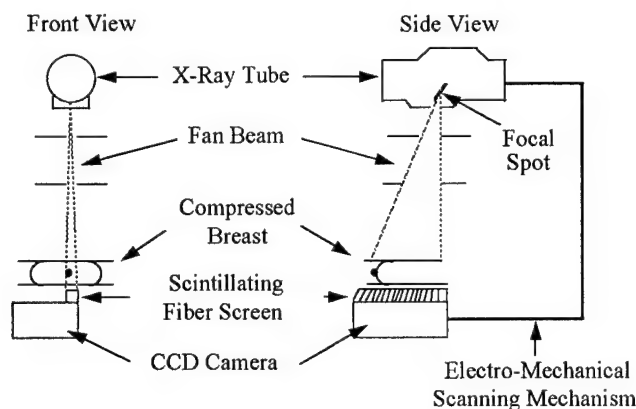 Front View
Side View
X-Ray Tube
Fan Beam
Focal
Spot
Compressed
Breast
Scintillating
Fiber Screen
CCD Camera
Electro-Mechanical
Scanning Mechanism